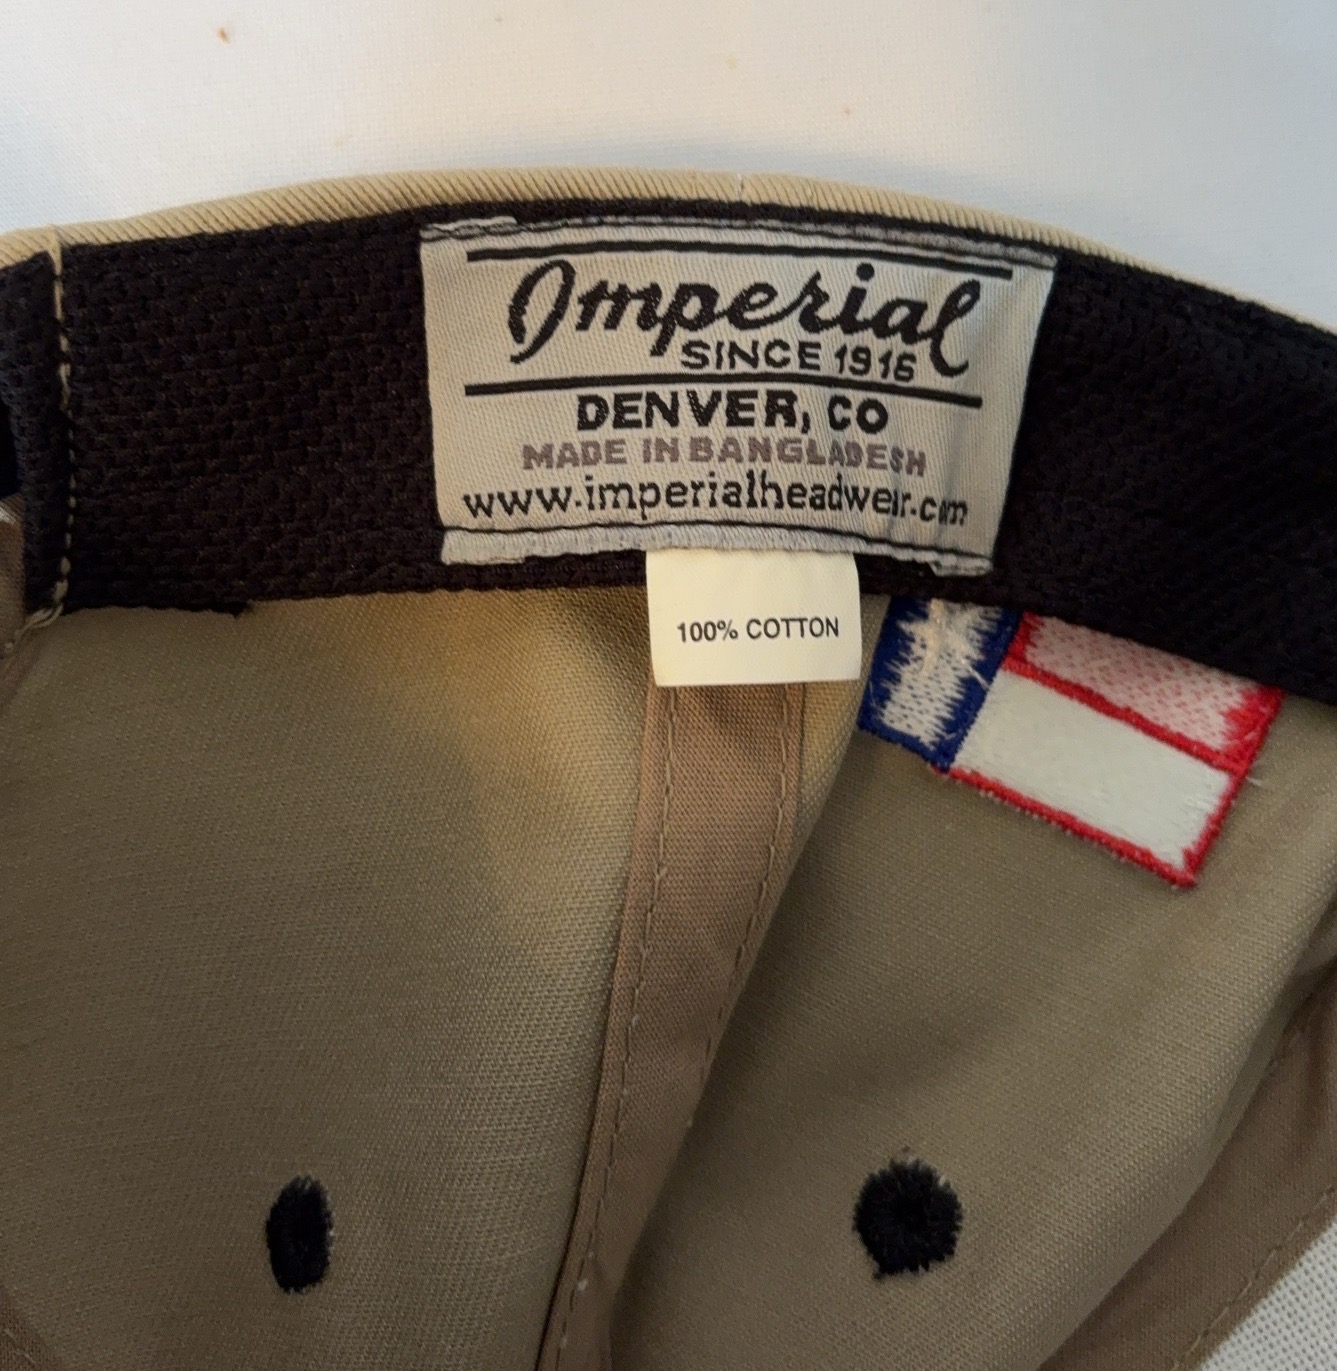 Imperial
SINCE 1916
DENVER, CO
MADE IN BANGLADESH
www.imperialheadwear.com
100% COTTON